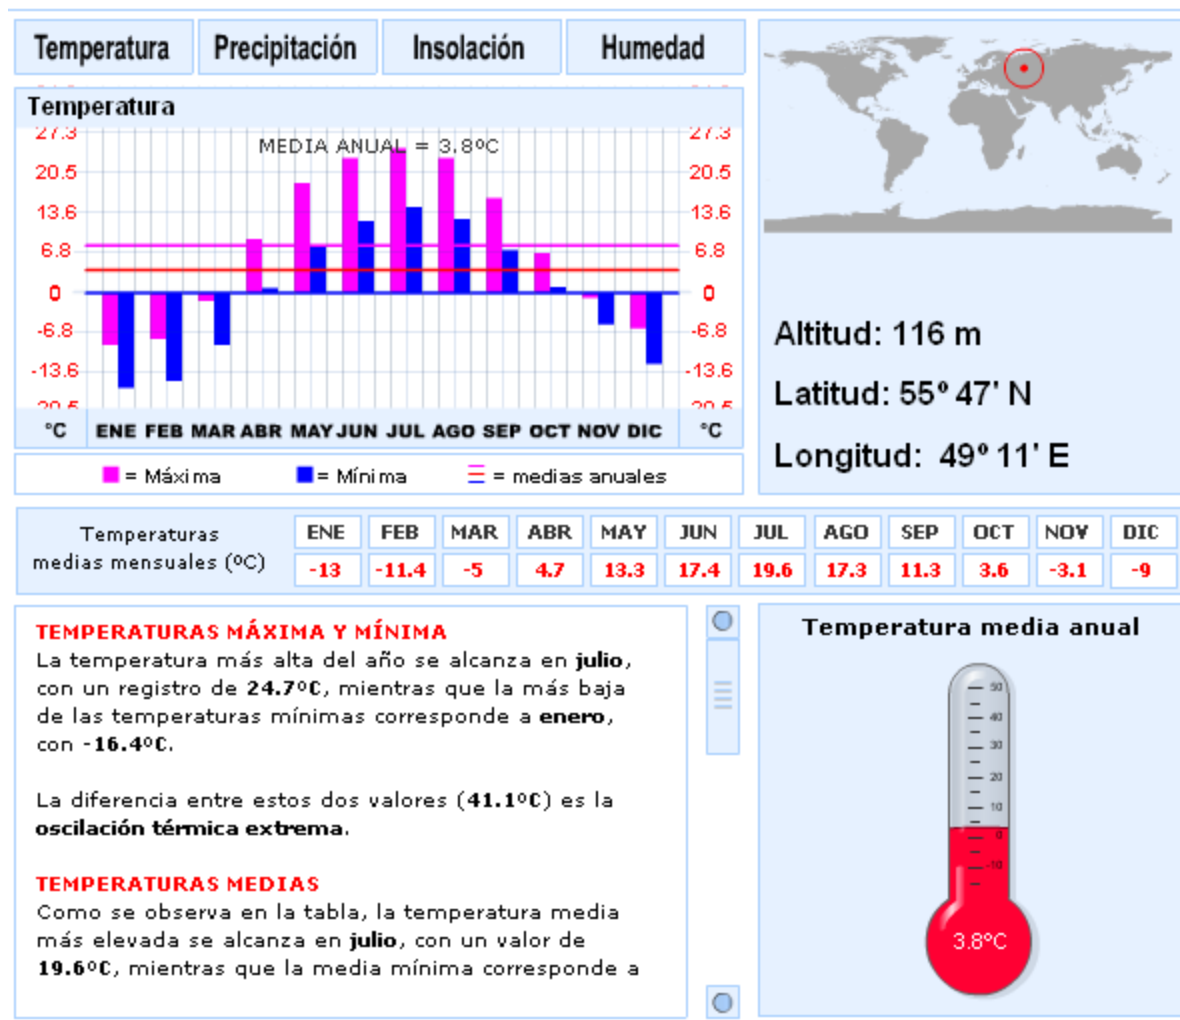 Temperatura Precipitación Insolación Humedad
Temperatura
MEDIA ANUAL = 3.8ºC
27.3 27.3
20.5 20.5
13.6 13.6
6.8 6.8
0 0
-6.8 -6.8
-13.6 -13.6
-20.5 -20.5
°C ENE FEB MAR ABR MAY JUN JUL AGO SEP OCT NOV DIC °C
= Máxima = Mínima = medias anuales
Altitud: 116 m
Latitud: 55º 47' N
Longitud: 49º 11' E
Temperaturas
medias mensuales (ºC)
ENE FEB MAR ABR MAY JUN JUL AGO SEP OCT NOV DIC
-13 -11.4 -5 4.7 13.3 17.4 19.6 17.3 11.3 3.6 -3.1 -9
TEMPERATURAS MÁXIMA Y MÍNIMA
La temperatura más alta del año se alcanza en julio,
con un registro de 24.7ºC, mientras que la más baja
de las temperaturas mínimas corresponde a enero,
con -16.4ºC.
La diferencia entre estos dos valores (41.1ºC) es la
oscilación térmica extrema.
TEMPERATURAS MEDIAS
Como se observa en la tabla, la temperatura media
más elevada se alcanza en julio, con un valor de
19.6ºC, mientras que la media mínima corresponde a
Temperatura media anual
50
40
30
20
10
0
-10
3.8ºC